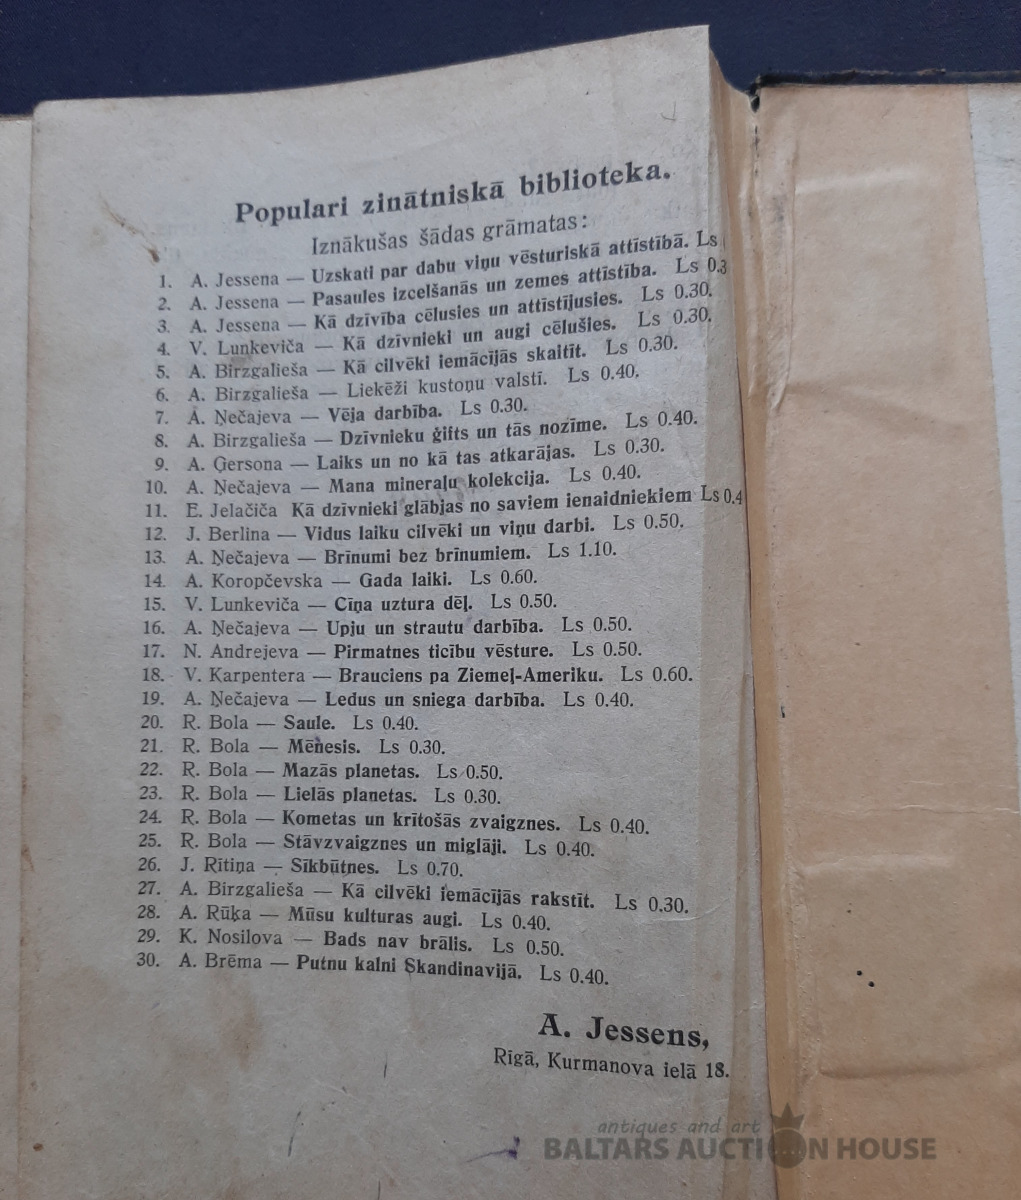 Populari zinātniskā biblioteka.
Iznākušas šādas grāmatas:
1. A. Jessena — Uzskati par dabu viņu vēsturiskā attīstībā. Ls
2. A. Jessena — Pasaules izcelšanās un zemes attīstība. Ls 0.3
3. A. Jessena — Kā dzīvība cēlusies un attīstījusies. Ls 0.30.
4. V. Lunkeviča — Kā dzīvnieki un augi cēlušies. Ls 0.30.
5. A. Birzgalieša — Kā cilvēki iemācījās skaitīt. Ls 0.30.
6. A. Birzgalieša — Liekēži kustoņu valstī. Ls 0.40.
7. A. Ņečajeva — Vēja darbība. Ls 0.30.
8. A. Birzgalieša — Dzīvnieku ģifts un tās nozīme. Ls 0.40.
9. A. Ģersona — Laiks un no kā tas atkarājas. Ls 0.30.
10. A. Ņečajeva — Mana mineraļu kolekcija. Ls 0.40.
11. E. Jelačiča Kā dzīvnieki glābjas no saviem ienaidniekiem Ls 0.4
12. J. Berlina — Vidus laiku cilvēki un viņu darbi. Ls 0.50.
13. A. Ņečajeva — Brīnumi bez brīnumiem. Ls 1.10.
14. A. Koropčevska — Gada laiki. Ls 0.60.
15. V. Lunkeviča — Cīņa uztura dēļ. Ls 0.50.
16. A. Ņečajeva — Upju un strautu darbība. Ls 0.50.
17. N. Andrejeva — Pirmatnes ticību vēsture. Ls 0.50.
18. V. Karpentera — Brauciens pa Ziemeļ-Ameriku. Ls 0.60.
19. A. Ņečajeva — Ledus un sniega darbība. Ls 0.40.
20. R. Bola — Saule. Ls 0.40.
21. R. Bola — Mēnesis. Ls 0.30.
22. R. Bola — Mazās planetas. Ls 0.50.
23. R. Bola — Lielās planetas. Ls 0.30.
24. R. Bola — Kometas un krītošās zvaigznes. Ls 0.40.
25. R. Bola — Stāvzvaigznes un miglāji. Ls 0.40.
26. J. Rītiņa — Sīkbūtnes. Ls 0.70.
27. A. Birzgalieša — Kā cilvēki iemācījās rakstīt. Ls 0.30.
28. A. Rūķa — Mūsu kulturas augi. Ls 0.40.
29. K. Nosilova — Bads nav brālis. Ls 0.50.
30. A. Brēma — Putnu kalni Skandinavijā. Ls 0.40.
A. Jessens,
Rīgā, Kurmanova ielā 18.
antiques and art
BALTARS AUCTION HOUSE